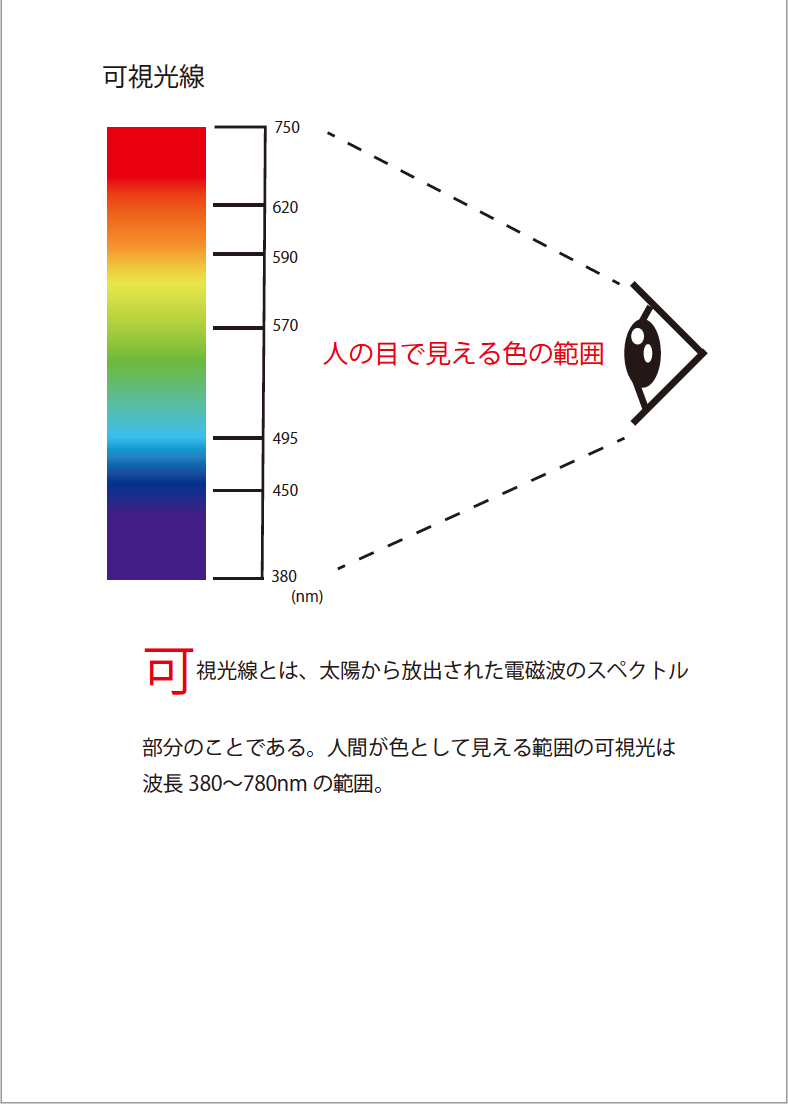 可視光線
750
620
590
570
人の目で見える色の範囲
495
450
380
(nm)
可視光線とは、太陽から放出された電磁波のスペクトル
部分のことである。人間が色として見える範囲の可視光は
波長 380～780nm の範囲。